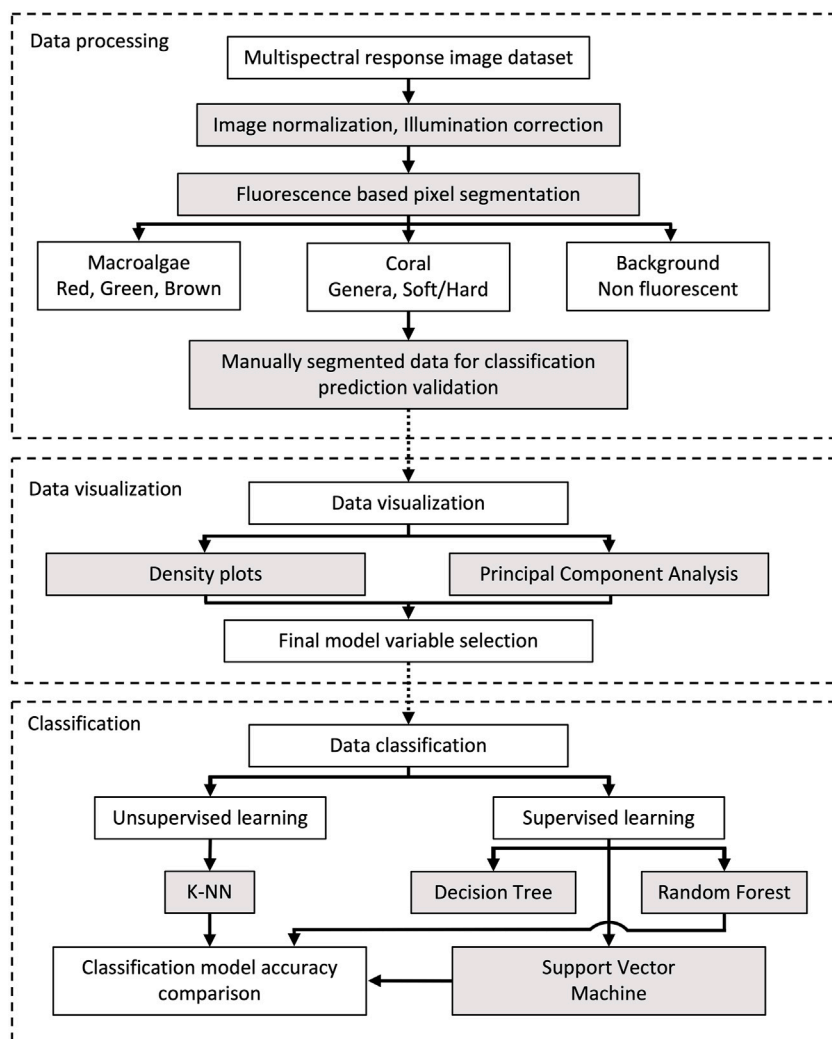 Data processing
Multispectral response image dataset
Image normalization, Illumination correction
Fluorescence based pixel segmentation
Macroalgae
Red, Green, Brown
Coral
Genera, Soft/Hard
Background
Non fluorescent
Manually segmented data for classification
prediction validation
Data visualization
Data visualization
Density plots
Principal Component Analysis
Final model variable selection
Classification
Data classification
Unsupervised learning
Supervised learning
K-NN
Decision Tree
Random Forest
Classification model accuracy
comparison
Support Vector
Machine